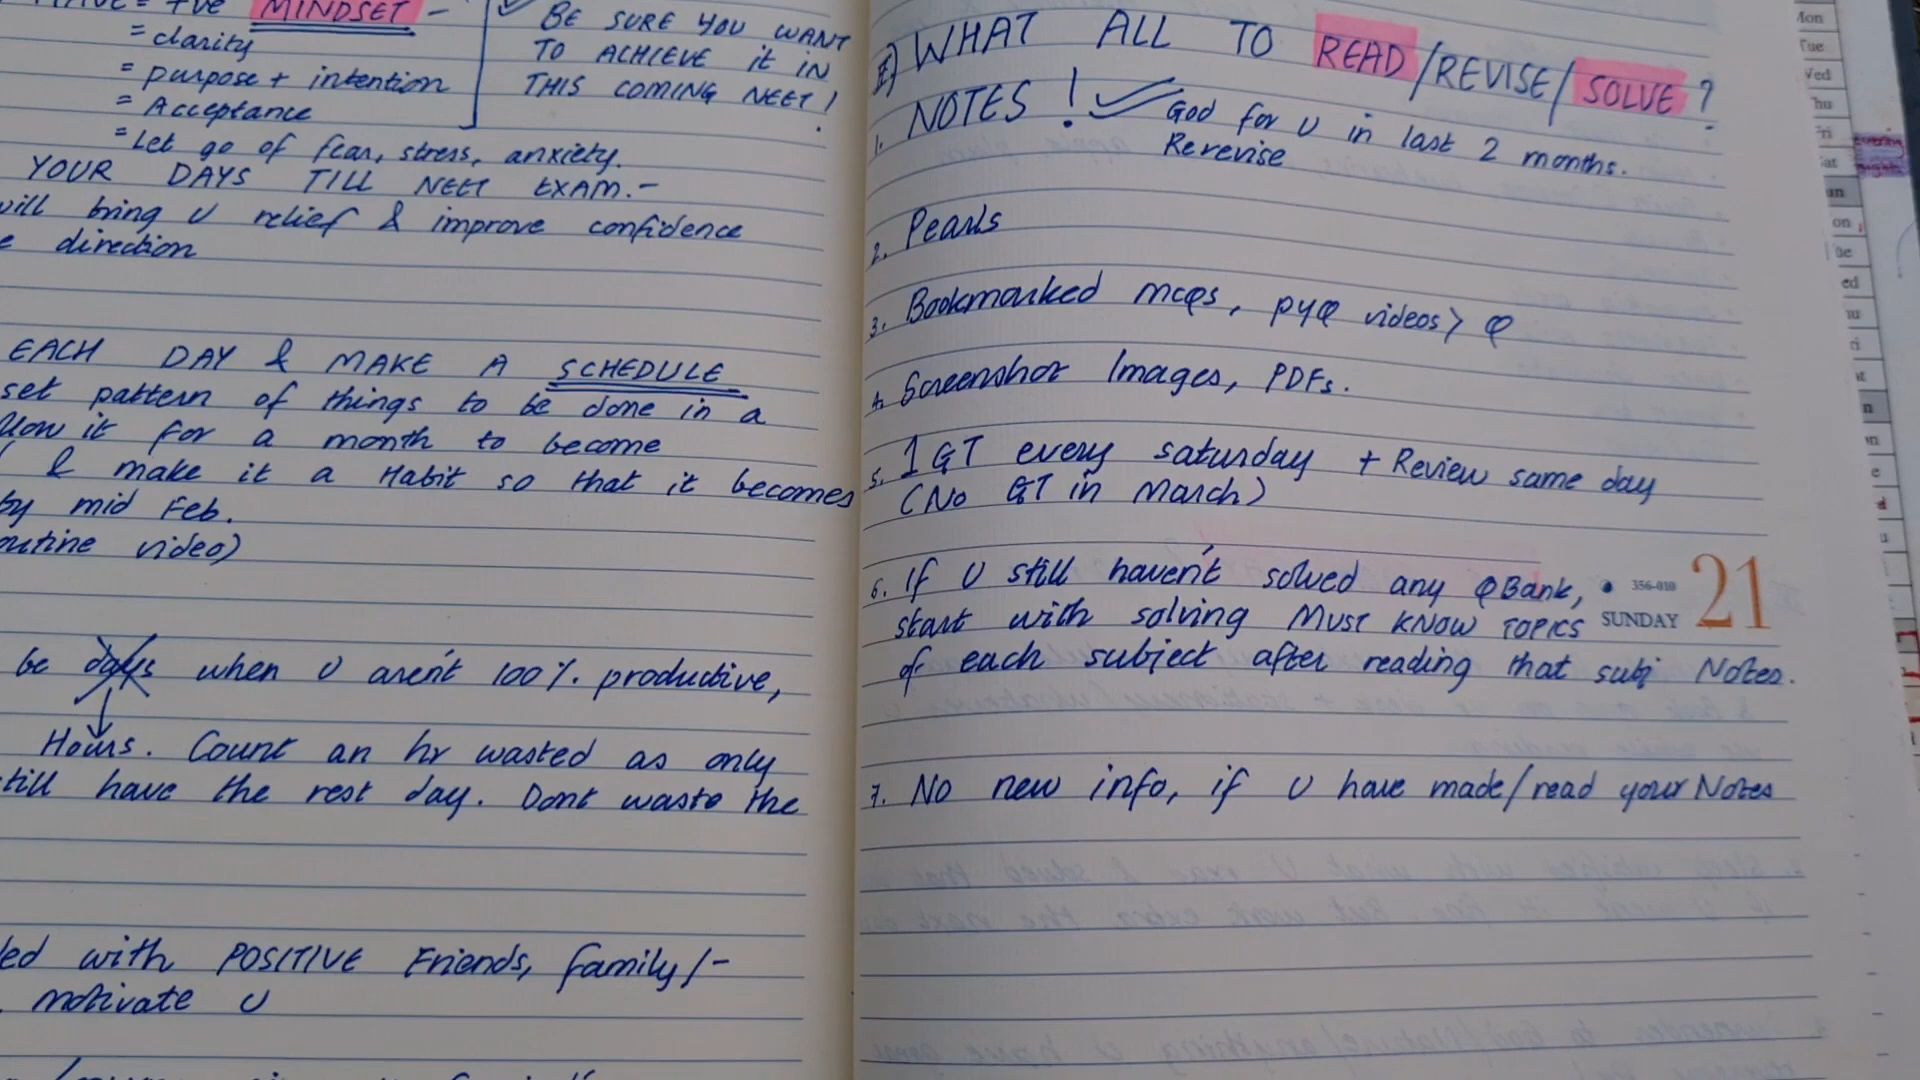 MINDSET -
= clarity
= purpose + intention
= Acceptance
= Let go of fear, stress, anxiety.
BE SURE YOU WANT
TO ACHIEVE it IN
THIS COMING NEET!
YOUR DAYS TILL NEET EXAM.-
will bring U relief & improve confidence
direction
EACH DAY & MAKE A SCHEDULE
set pattern of things to be done in a
it for a month to become
& make it a Habit so that it becomes
by mid Feb.
video)
be days when U aren't 100%. productive,
Hours. Count an hr wasted as only
still have the rest day. Dont waste the
with POSITIVE Friends, family/-
motivate U
II) WHAT ALL TO READ/REVISE/SOLVE?
1. NOTES! God for U in last 2 months.
Rerevise
2. Pearls
3. Bookmarked mcqs, pyQ videos> Q
4. Screenshot Images, PDFs.
5. 1 GT every saturday + Review same day
(No GT in March)
6. If U still haven't solved any QBank,
start with solving MUST KNOW TOPICS
of each subject after reading that subj Notes.
356-010
SUNDAY 21
7. No new info, if U have made/read your Notes
Mon
Tue
Wed
Thu
Fri
Sat